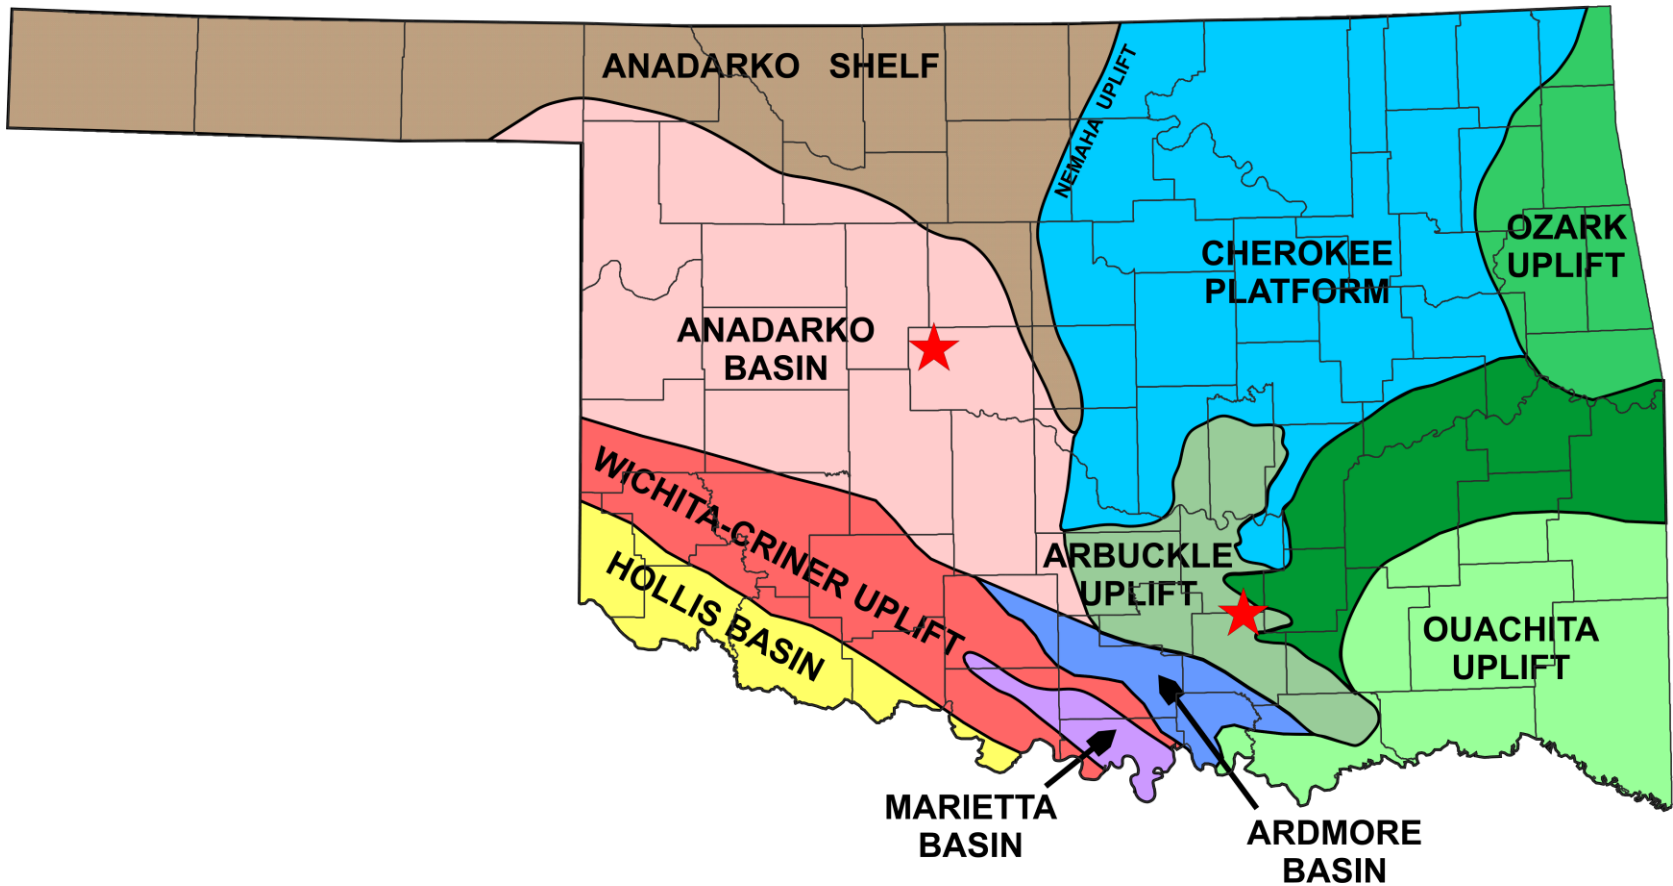 ANADARKO SHELF
NEMAHA UPLIFT
CHEROKEE
PLATFORM
OZARK
UPLIFT
ANADARKO
BASIN
WICHITA-CRINER UPLIFT
HOLLIS BASIN
ARBUCKLE
UPLIFT
OUACHITA
UPLIFT
MARIETTA
BASIN
ARDMORE
BASIN